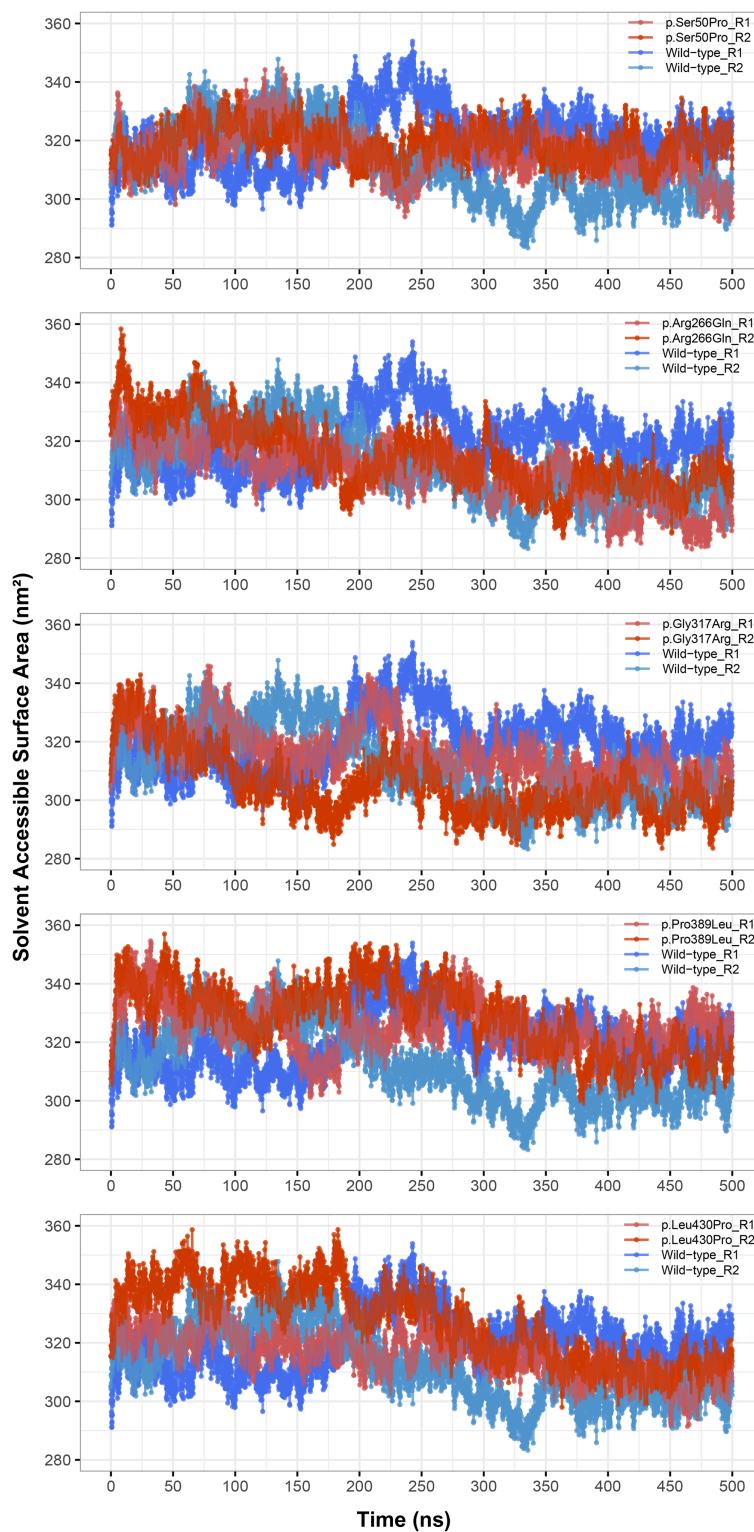 Solvent Accessible Surface Area (nm²)
360
340
320
300
280
p.Ser50Pro_R1
p.Ser50Pro_R2
Wild−type_R1
Wild−type_R2
0 50 100 150 200 250 300 350 400 450 500
360
340
320
300
280
p.Arg266Gln_R1
p.Arg266Gln_R2
Wild−type_R1
Wild−type_R2
0 50 100 150 200 250 300 350 400 450 500
360
340
320
300
280
p.Gly317Arg_R1
p.Gly317Arg_R2
Wild−type_R1
Wild−type_R2
0 50 100 150 200 250 300 350 400 450 500
360
340
320
300
280
p.Pro389Leu_R1
p.Pro389Leu_R2
Wild−type_R1
Wild−type_R2
0 50 100 150 200 250 300 350 400 450 500
360
340
320
300
280
p.Leu430Pro_R1
p.Leu430Pro_R2
Wild−type_R1
Wild−type_R2
0 50 100 150 200 250 300 350 400 450 500
Time (ns)